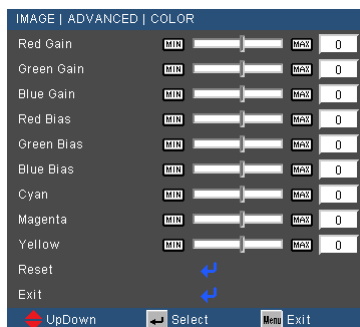 IMAGE | ADVANCED | COLOR
Red Gain MIN MAX 0
Green Gain MIN MAX 0
Blue Gain MIN MAX 0
Red Bias MIN MAX 0
Green Bias MIN MAX 0
Blue Bias MIN MAX 0
Cyan MIN MAX 0
Magenta MIN MAX 0
Yellow MIN MAX 0
Reset
Exit
UpDown Select Menu Exit